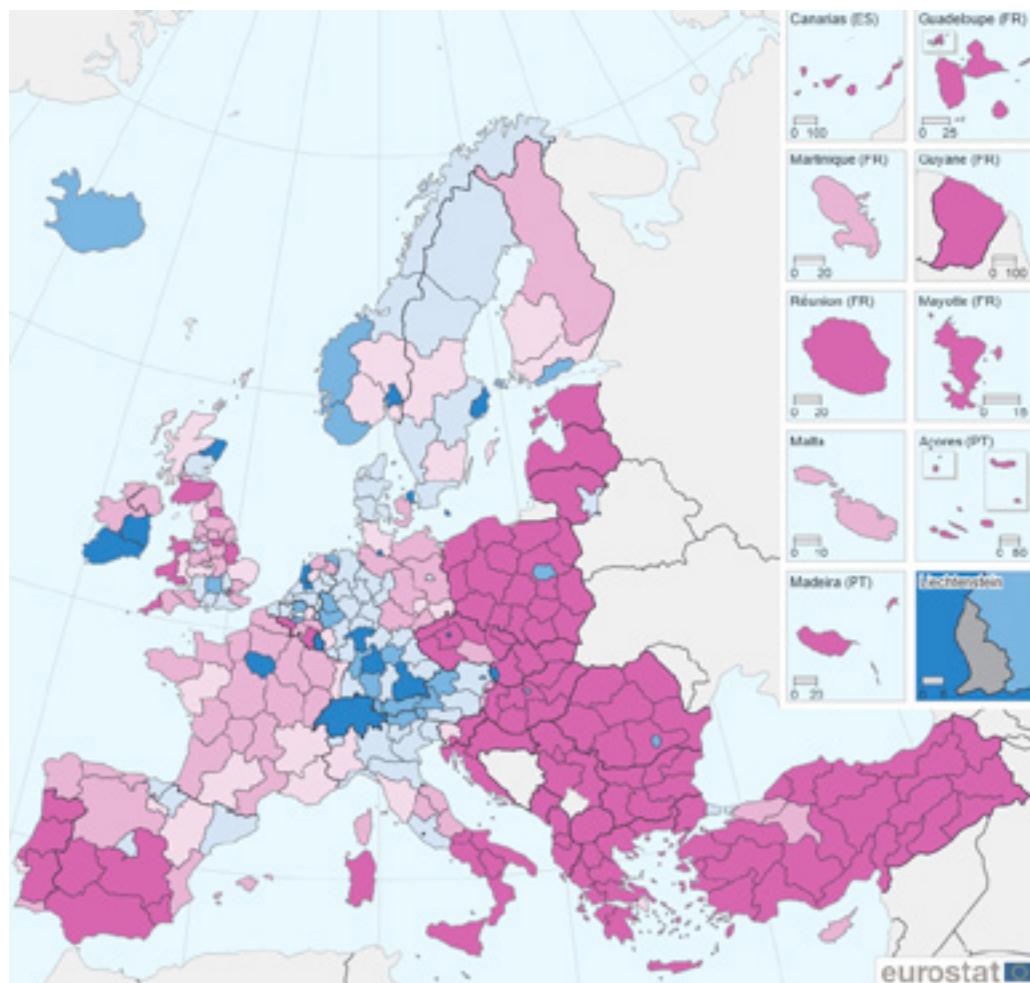 Canarias (ES)
0 100
Guadeloupe (FR)
0 25
Martinique (FR)
0 20
Guyane (FR)
0 100
Réunion (FR)
0 20
Mayotte (FR)
0 15
Malta
0 10
Açores (PT)
0 50
Madeira (PT)
0 20
Liechtenstein
eurostat